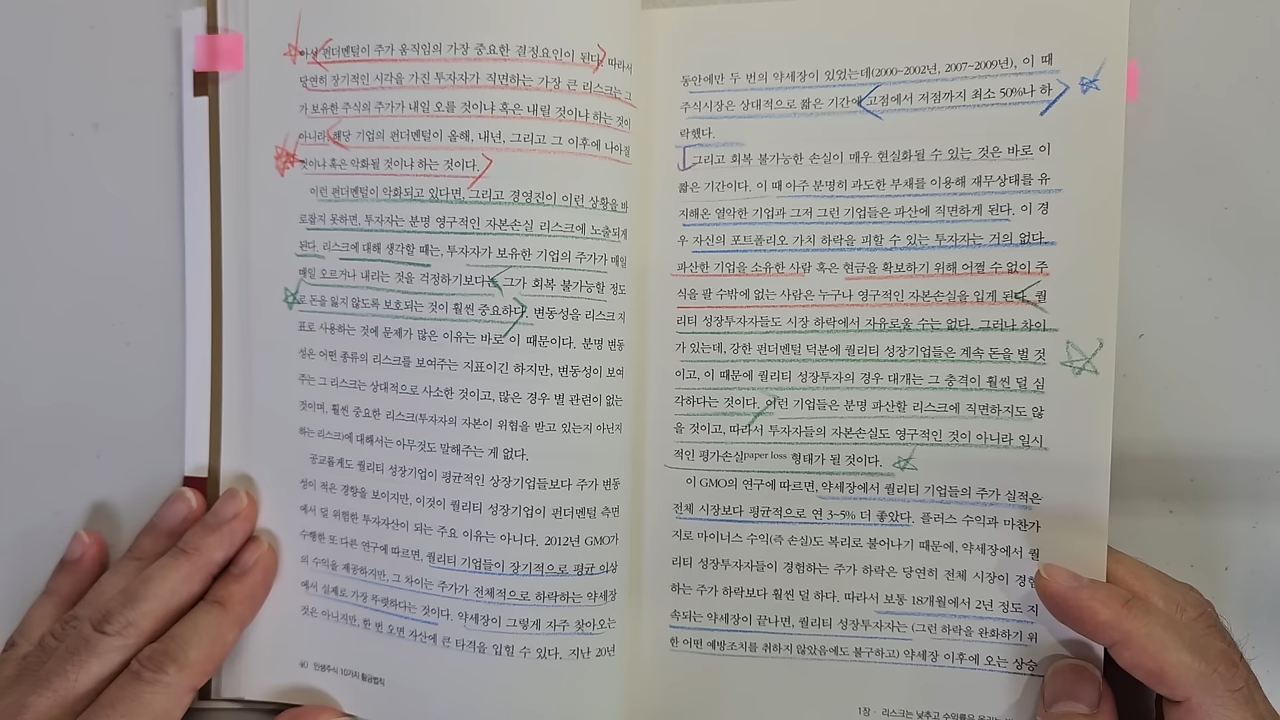 이상 펀더멘털이 주가 움직임의 가장 중요한 결정요인이 된다. 따라서
당연히 장기적인 시각을 가진 투자자가 직면하는 가장 큰 리스크는 그
가 보유한 주식의 주가가 내일 오를 것이냐 혹은 내릴 것이냐 하는 것이
아니라, 해당 기업의 펀더멘털이 올해, 내년, 그리고 그 이후에 나아질
것이냐 혹은 악화될 것이냐 하는 것이다.
이런 펀더멘털이 악화되고 있다면, 그리고 경영진이 이런 상황을 바
로잡지 못하면, 투자자는 분명 영구적인 자본손실 리스크에 노출되게
된다. 리스크에 대해 생각할 때는, 투자자가 보유한 기업의 주가가 매일
매일 오르거나 내리는 것을 걱정하기보다는 그가 회복 불가능할 정도
로 돈을 잃지 않도록 보호되는 것이 훨씬 중요하다. 변동성을 리스크 지
표로 사용하는 것에 문제가 많은 이유는 바로 이 때문이다. 분명 변동
성은 어떤 종류의 리스크를 보여주는 지표이긴 하지만, 변동성이 보여
주는 그 리스크는 상대적으로 사소한 것이고, 많은 경우 별 관련이 없는
것이며, 훨씬 중요한 리스크(투자자의 자본이 위협을 받고 있는지 아닌지
하는 리스크)에 대해서는 아무것도 말해주는 게 없다.
공교롭게도 퀄리티 성장기업이 평균적인 상장기업들보다 주가 변동
성이 적은 경향을 보이지만, 이것이 퀄리티 성장기업이 펀더멘털 측면
에서 덜 위험한 투자자산이 되는 주요 이유는 아니다. 2012년 GMO가
수행한 또 다른 연구에 따르면, 퀄리티 기업들이 장기적으로 평균 이상
의 수익을 제공하지만, 그 차이는 주가가 전체적으로 하락하는 약세장
에서 실제로 가장 뚜렷하다는 것이다. 약세장이 그렇게 자주 찾아오는
것은 아니지만, 한 번 오면 자산에 큰 타격을 입힐 수 있다. 지난 20년
40 인생주식 10가지 황금법칙
동안에만 두 번의 약세장이 있었는데(2000~2002년, 2007~2009년), 이 때
주식시장은 상대적으로 짧은 기간에 고점에서 저점까지 최소 50%나 하
락했다.
그리고 회복 불가능한 손실이 매우 현실화될 수 있는 것은 바로 이
짧은 기간이다. 이 때 아주 분명히 과도한 부채를 이용해 재무상태를 유
지해온 열악한 기업과 그저 그런 기업들은 파산에 직면하게 된다. 이 경
우 자신의 포트폴리오 가치 하락을 피할 수 있는 투자자는 거의 없다.
파산한 기업을 소유한 사람 혹은 현금을 확보하기 위해 어쩔 수 없이 주
식을 팔 수밖에 없는 사람은 누구나 영구적인 자본손실을 입게 된다. 퀄
리티 성장투자자들도 시장 하락에서 자유로울 수는 없다. 그러나 차이
가 있는데, 강한 펀더멘털 덕분에 퀄리티 성장기업들은 계속 돈을 벌 것
이고, 이 때문에 퀄리티 성장투자의 경우 대개는 그 충격이 훨씬 덜 심
각하다는 것이다. 이런 기업들은 분명 파산할 리스크에 직면하지도 않
을 것이고, 따라서 투자자들의 자본손실도 영구적인 것이 아니라 일시
적인 평가손실paper loss 형태가 될 것이다.
이 GMO의 연구에 따르면, 약세장에서 퀄리티 기업들의 주가 실적은
전체 시장보다 평균적으로 연 3~5% 더 좋았다. 플러스 수익과 마찬가
지로 마이너스 수익(즉 손실)도 복리로 불어나기 때문에, 약세장에서 퀄
리티 성장투자자들이 경험하는 주가 하락은 당연히 전체 시장이 경험
하는 주가 하락보다 훨씬 덜 하다. 따라서 보통 18개월에서 2년 정도 지
속되는 약세장이 끝나면, 퀄리티 성장투자자는 (그런 하락을 완화하기 위
한 어떤 예방조치를 취하지 않았음에도 불구하고) 약세장 이후에 오는 상승
1장 · 리스크는 낮추고 수익률을